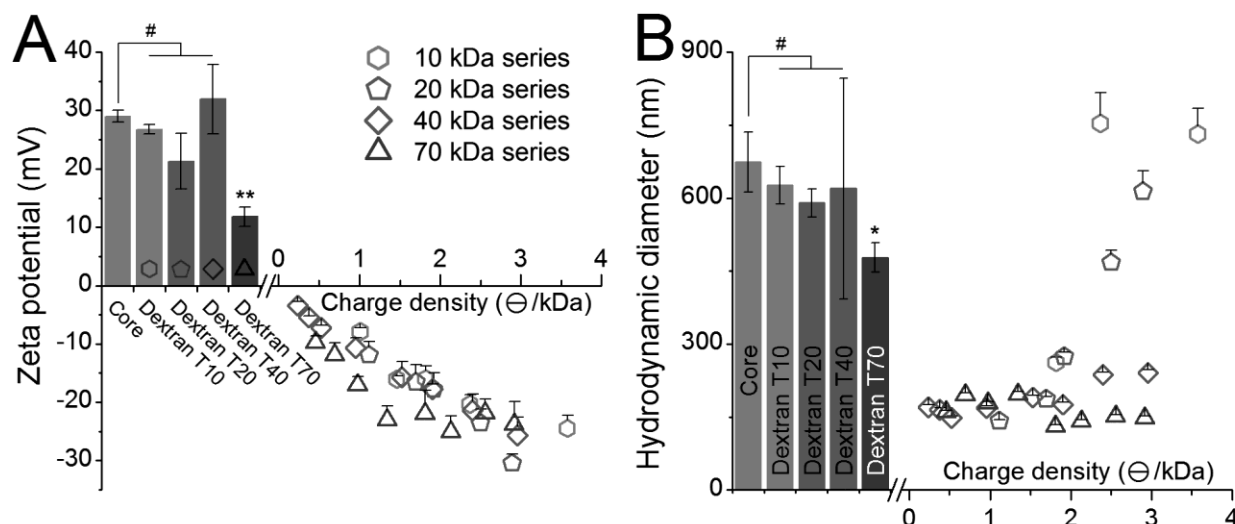 A
#
40
30
20
10
0
-10
-20
-30
Zeta potential (mV)
**
10 kDa series
20 kDa series
40 kDa series
70 kDa series
0 1 2 3 4
Charge density (⊖/kDa)
Core
Dextran T10
Dextran T20
Dextran T40
Dextran T70
B
#
900
600
300
0
Hydrodynamic diameter (nm)
*
Core
Dextran T10
Dextran T20
Dextran T40
Dextran T70
Charge density (⊖/kDa)
0 1 2 3 4